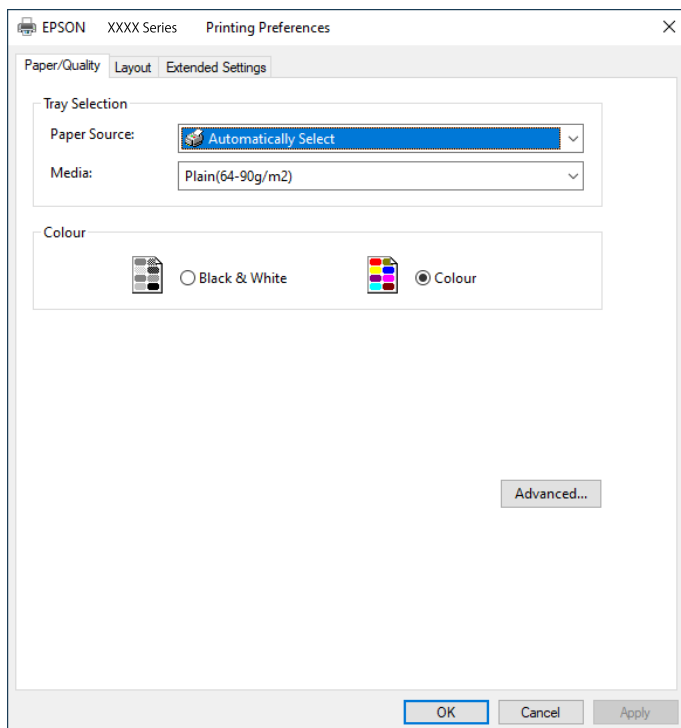 EPSON XXXX Series Printing Preferences
Paper/Quality Layout Extended Settings
Tray Selection
Paper Source: Automatically Select
Media: Plain(64-90g/m2)
Colour
Black & White Colour
Advanced...
OK Cancel Apply